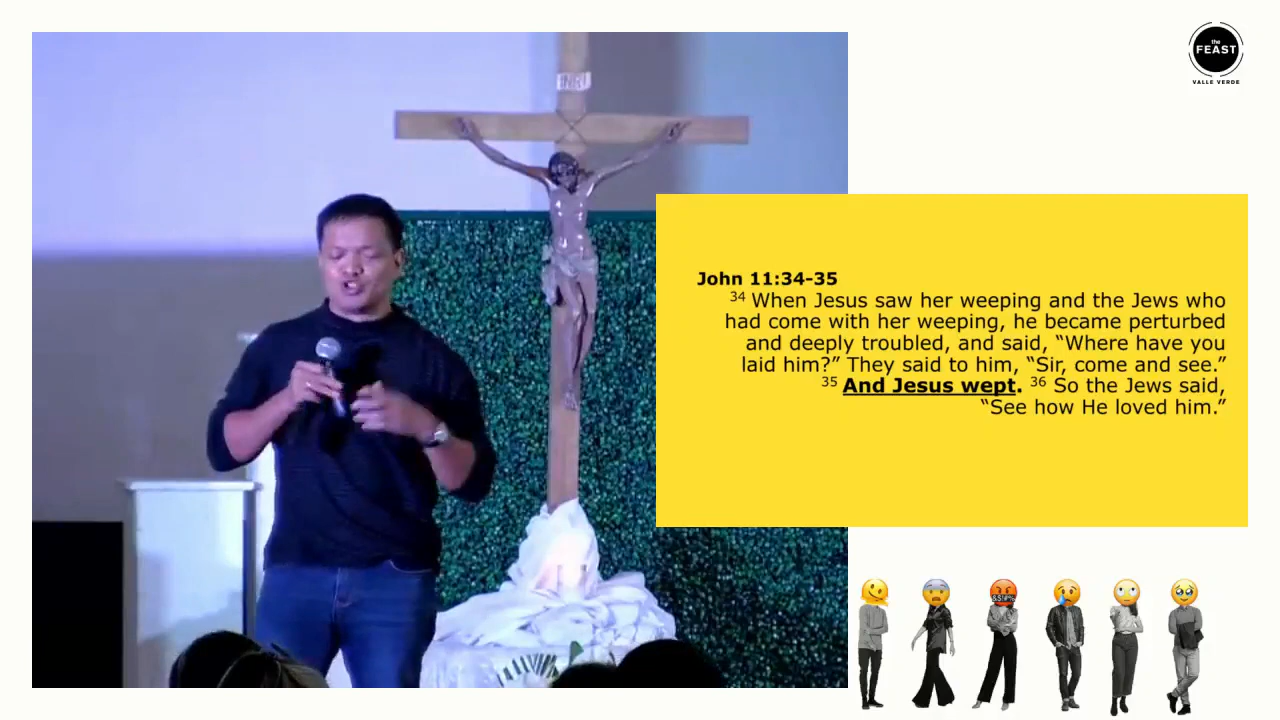 the
FEAST
VALLE VERDE
INRI
John 11:34-35
34 When Jesus saw her weeping and the Jews who
had come with her weeping, he became perturbed
and deeply troubled, and said, “Where have you
laid him?” They said to him, “Sir, come and see.”
35 And Jesus wept. 36 So the Jews said,
“See how He loved him.”
&$!#%